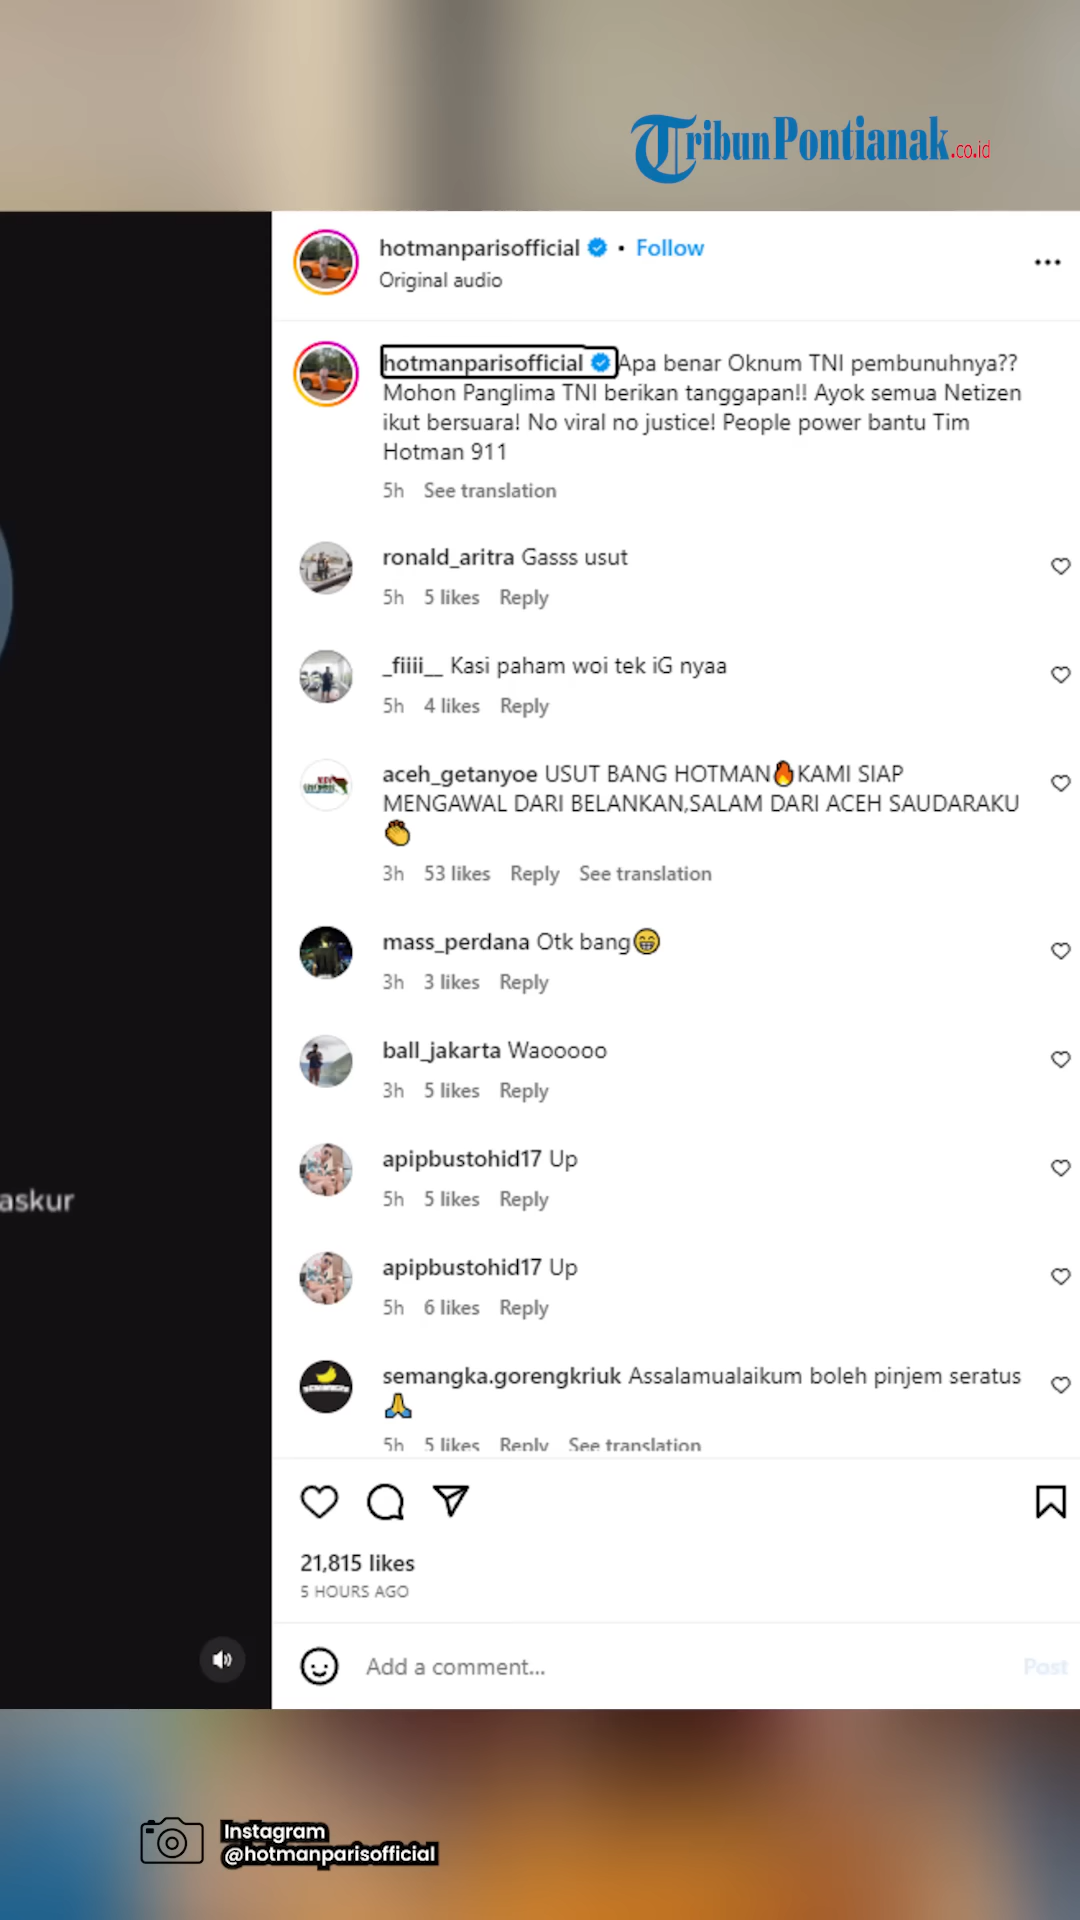 TribunPontianak.co.id
hotmanparisofficial • Follow
Original audio
hotmanparisofficial Apa benar Oknum TNI pembunuhnya??
Mohon Panglima TNI berikan tanggapan!! Ayok semua Netizen
ikut bersuara! No viral no justice! People power bantu Tim
Hotman 911
5h See translation
ronald_aritra Gasss usut
5h 5 likes Reply
_fiiii__ Kasi paham woi tek iG nyaa
5h 4 likes Reply
aceh_getanyoe USUT BANG HOTMAN🔥KAMI SIAP
MENGAWAL DARI BELANKAN,SALAM DARI ACEH SAUDARAKU
👏
3h 53 likes Reply See translation
mass_perdana Otk bang😁
3h 3 likes Reply
ball_jakarta Waooooo
3h 5 likes Reply
askur
apipbustohid17 Up
5h 5 likes Reply
apipbustohid17 Up
5h 6 likes Reply
semangka.gorengkriuk Assalamualaikum boleh pinjem seratus
🙏
5h 5 likes Reply See translation
21,815 likes
5 HOURS AGO
Add a comment... Post
Instagram
@hotmanparisofficial